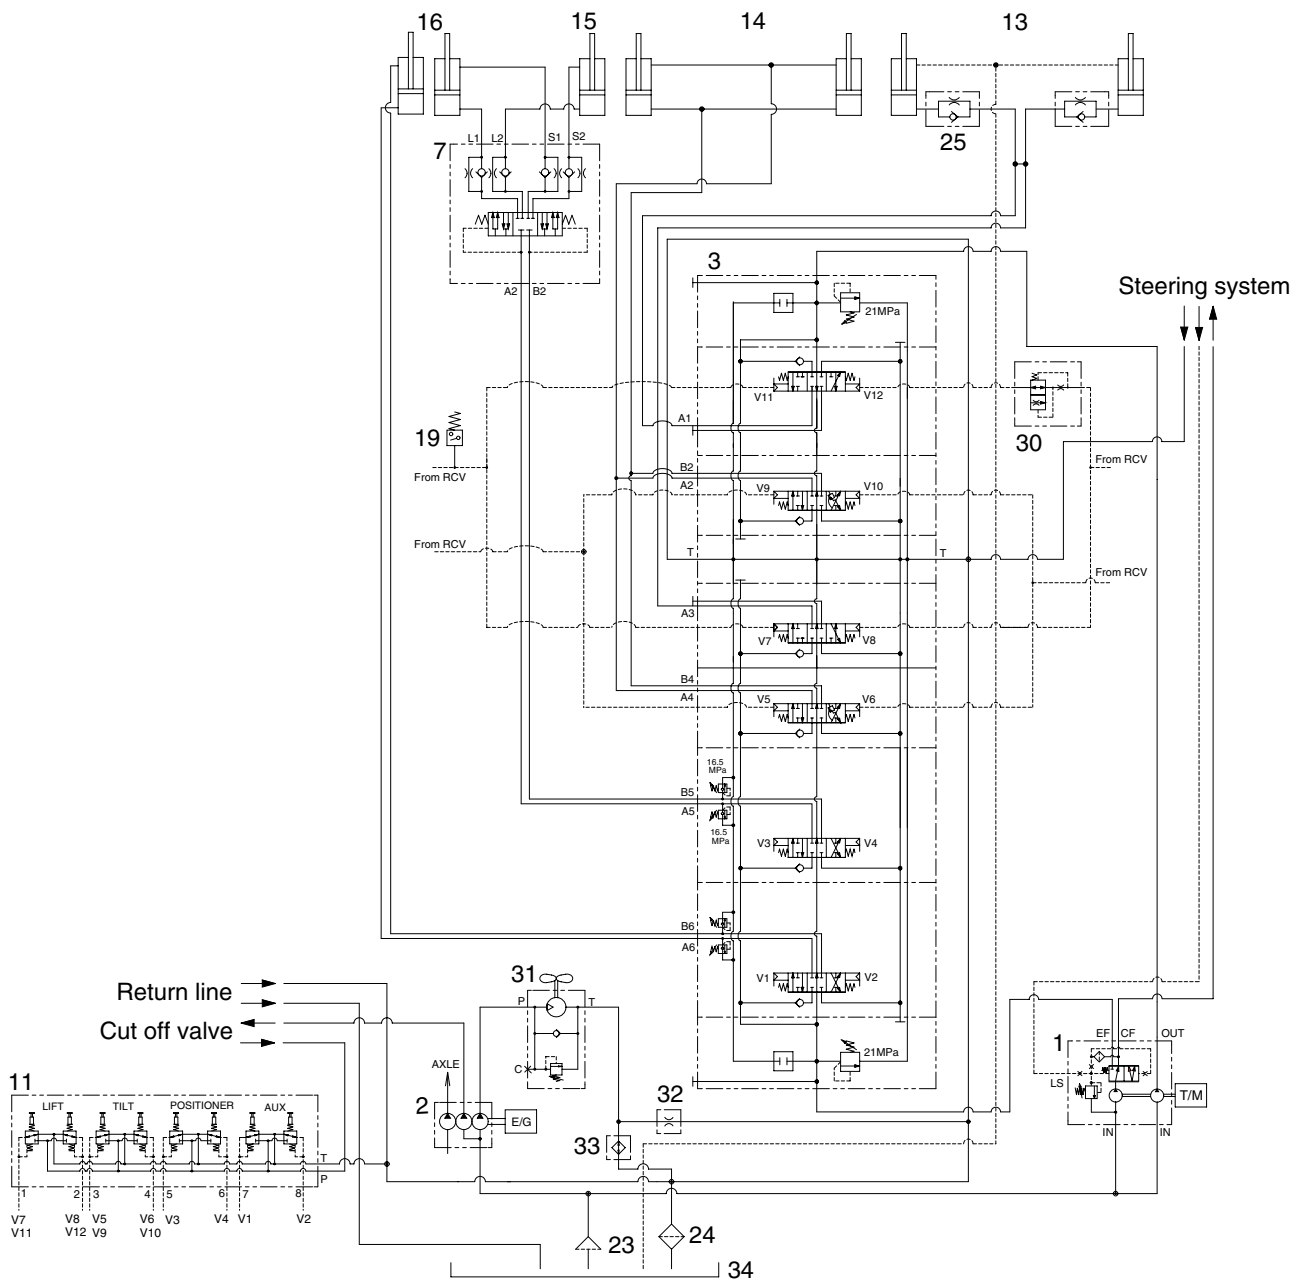 16
15
14
13
25
L1
L2
S1
S2
7
A2
B2
3
21MPa
Steering system
V11
V12
A1
30
19
From RCV
From RCV
B2
A2
V9
V10
From RCV
T
T
From RCV
A3
V7
V8
B4
A4
V5
V6
16.5
MPa
B5
A5
16.5
MPa
V3
V4
B6
A6
V1
V2
31
P
T
C
Return line
Cut off valve
21MPa
EF
CF
OUT
1
LS
T/M
IN
IN
AXLE
2
E/G
32
33
11
LIFT
TILT
POSITIONER
AUX
T
P
1
2
3
4
5
6
7
8
V7
V11
V8
V12
V5
V9
V6
V10
V3
V4
V1
V2
23
24
34